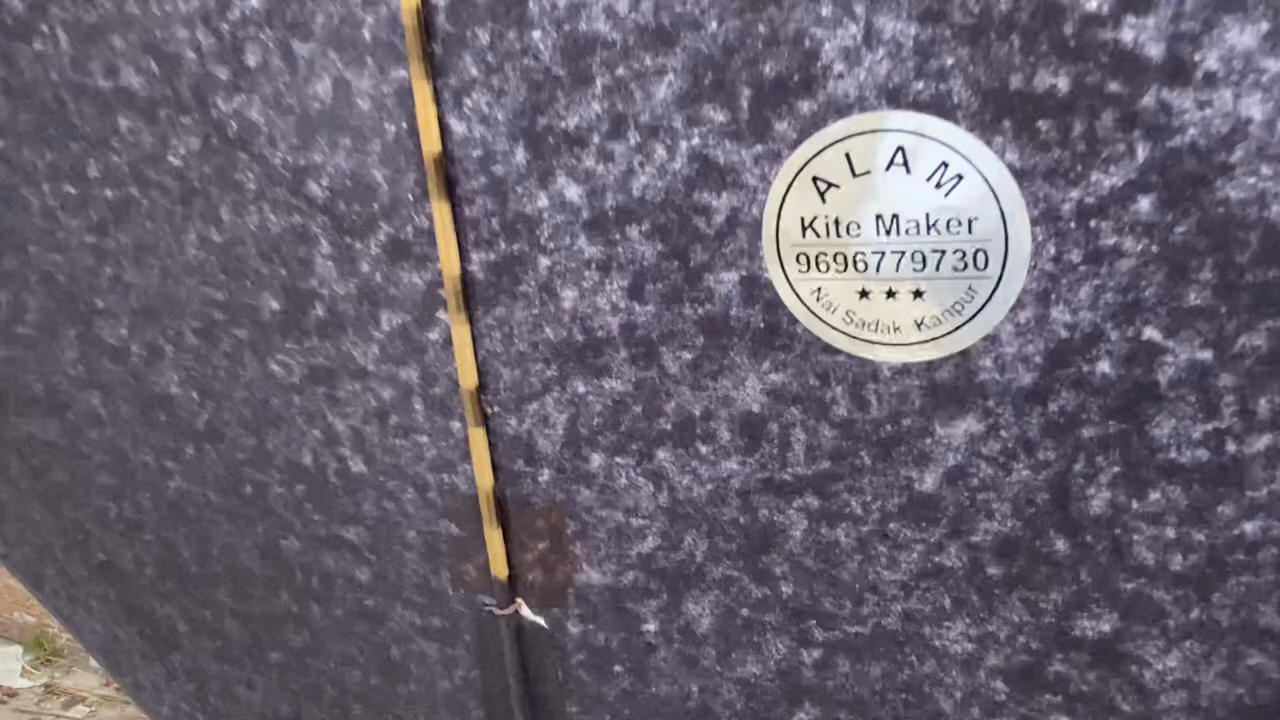 ALAM
Kite Maker
9696779730
★ ★ ★
Nai Sadak Kanpur